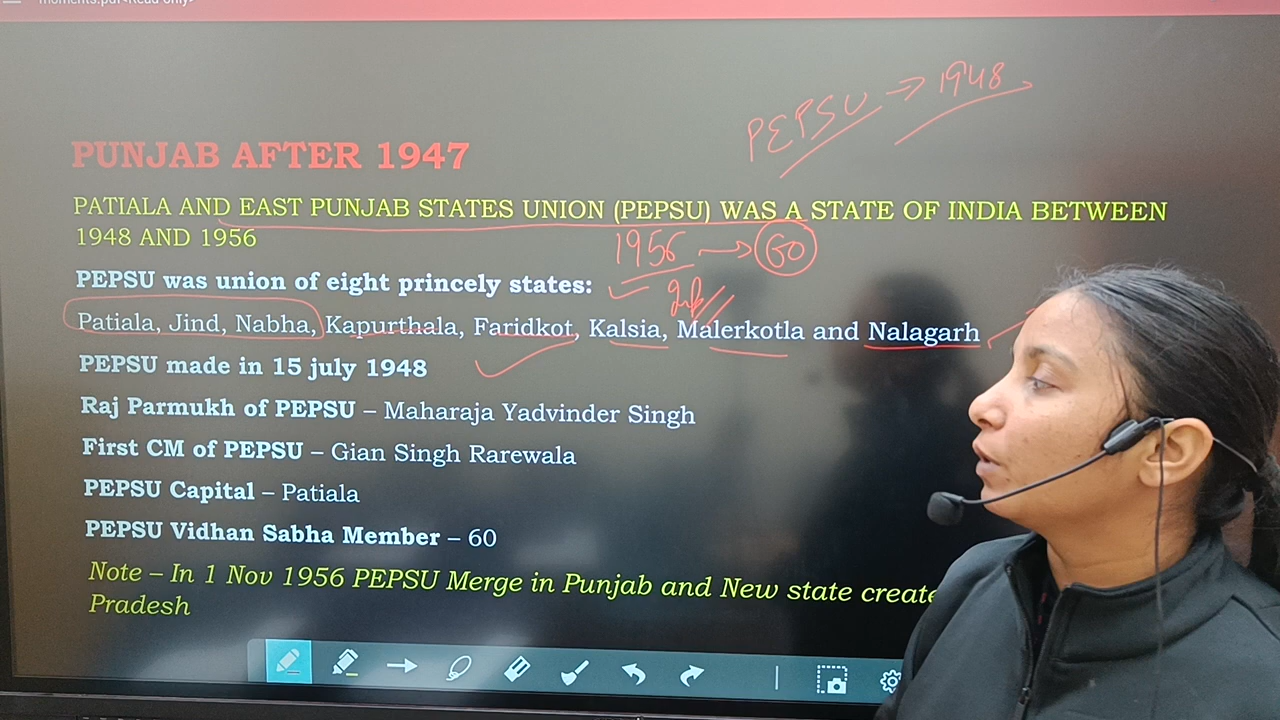 moments.pdf<Read only>
PEPSU → 1948
PUNJAB AFTER 1947
PATIALA AND EAST PUNJAB STATES UNION (PEPSU) WAS A STATE OF INDIA BETWEEN
1948 AND 1956
1956 → 60
PEPSU was union of eight princely states:
Patiala, Jind, Nabha, Kapurthala, Faridkot, Kalsia, Malerkotla and Nalagarh
PEPSU made in 15 july 1948
Raj Parmukh of PEPSU – Maharaja Yadvinder Singh
First CM of PEPSU – Gian Singh Rarewala
PEPSU Capital – Patiala
PEPSU Vidhan Sabha Member – 60
Note – In 1 Nov 1956 PEPSU Merge in Punjab and New state create
Pradesh